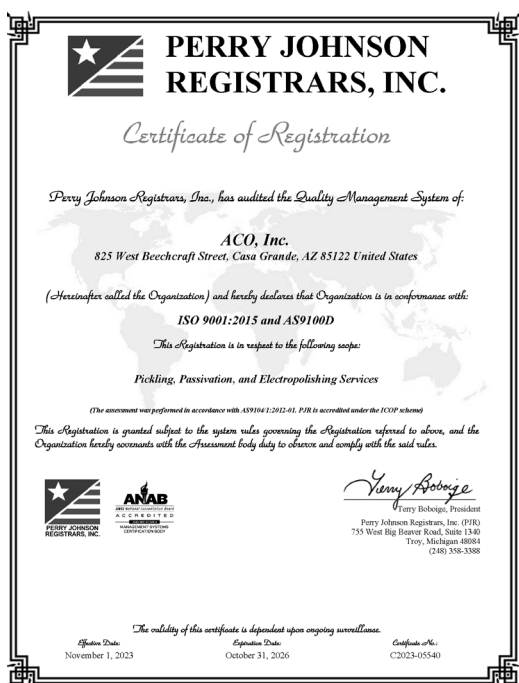 PERRY JOHNSON
REGISTRARS, INC.
Certificate of Registration
Perry Johnson Registrars, Inc., has audited the Quality Management System of:
ACO, Inc.
825 West Beechcraft Street, Casa Grande, AZ 85122 United States
(Hereinafter called the Organization) and hereby declares that Organization is in conformance with:
ISO 9001:2015 and AS9100D
This Registration is in respect to the following scope:
Pickling, Passivation, and Electropolishing Services
(The assessment was performed in accordance with AS9104/1:2012-01. PJR is accredited under the ICOP scheme)
This Registration is granted subject to the system rules governing the Registration referred to above, and the
Organization hereby covenants with the Assessment body duty to observe and comply with the said rules.
PERRY JOHNSON
REGISTRARS, INC.
ANAB
ANSI National Accreditation Board
ACCREDITED
MANAGEMENT SYSTEMS
CERTIFICATION BODY
Terry Boboige
Terry Boboige, President
Perry Johnson Registrars, Inc. (PJR)
755 West Big Beaver Road, Suite 1340
Troy, Michigan 48084
(248) 358-3388
The validity of this certificate is dependent upon ongoing surveillance.
Effective Date: Expiration Date: Certificate No.:
November 1, 2023 October 31, 2026 C2023-05540